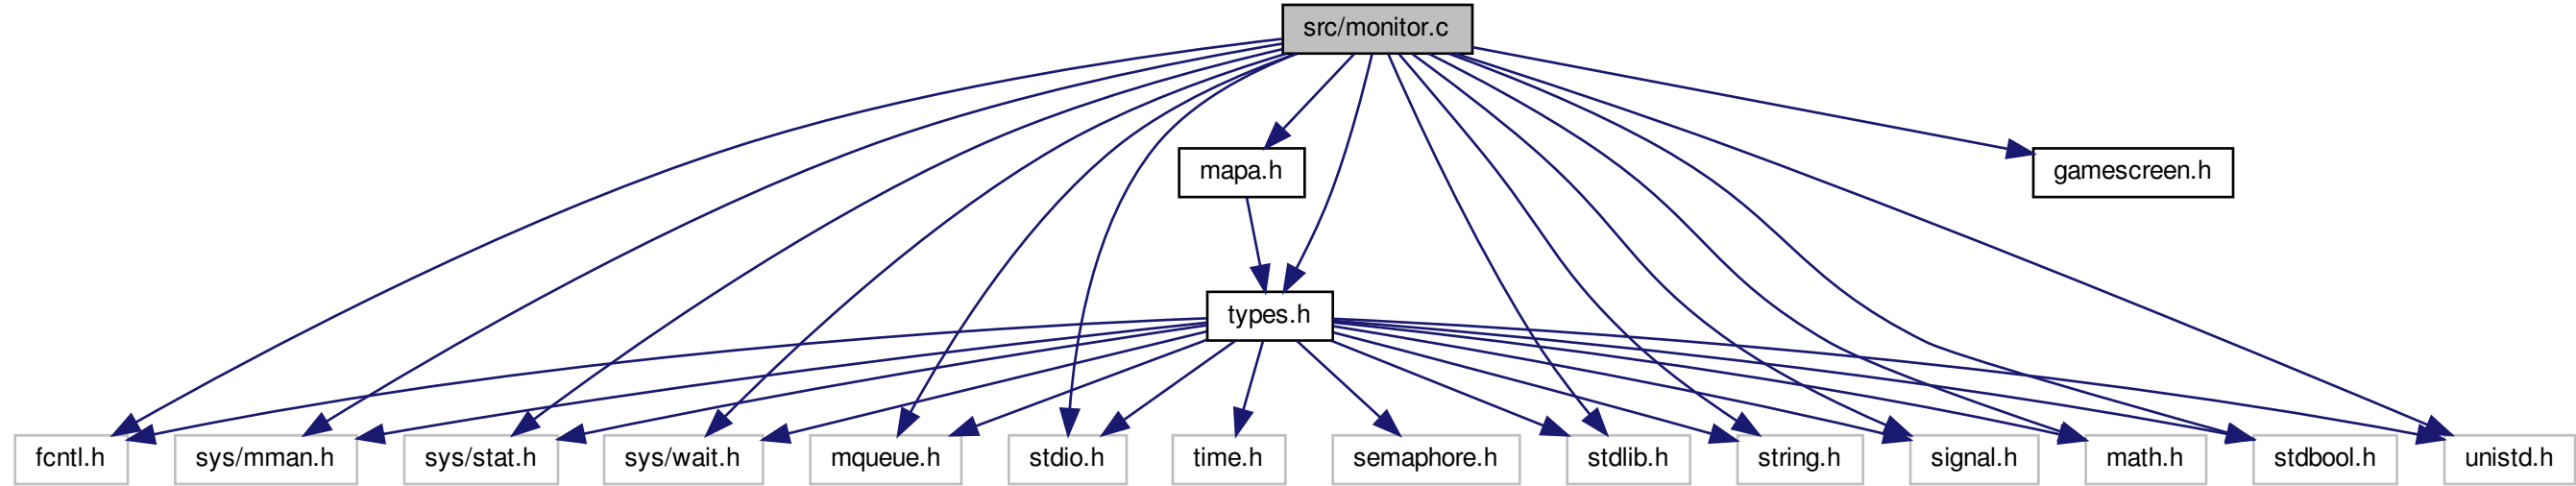 src/monitor.c
mapa.h
gamescreen.h
types.h
fcntl.h
sys/mman.h
sys/stat.h
sys/wait.h
mqueue.h
stdio.h
time.h
semaphore.h
stdlib.h
string.h
signal.h
math.h
stdbool.h
unistd.h